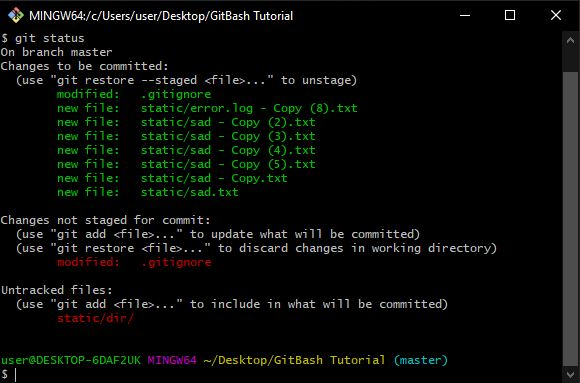 MINGW64:/c/Users/user/Desktop/GitBash Tutorial
$ git status
On branch master
Changes to be committed:
  (use "git restore --staged <file>..." to unstage)
        modified:   .gitignore
        new file:   static/error.log - Copy (8).txt
        new file:   static/sad - Copy (2).txt
        new file:   static/sad - Copy (3).txt
        new file:   static/sad - Copy (4).txt
        new file:   static/sad - Copy (5).txt
        new file:   static/sad - Copy.txt
        new file:   static/sad.txt

Changes not staged for commit:
  (use "git add <file>..." to update what will be committed)
  (use "git restore <file>..." to discard changes in working directory)
        modified:   .gitignore

Untracked files:
  (use "git add <file>..." to include in what will be committed)
        static/dir/

user@DESKTOP-6DAF2UK MINGW64 ~/Desktop/GitBash Tutorial (master)
$